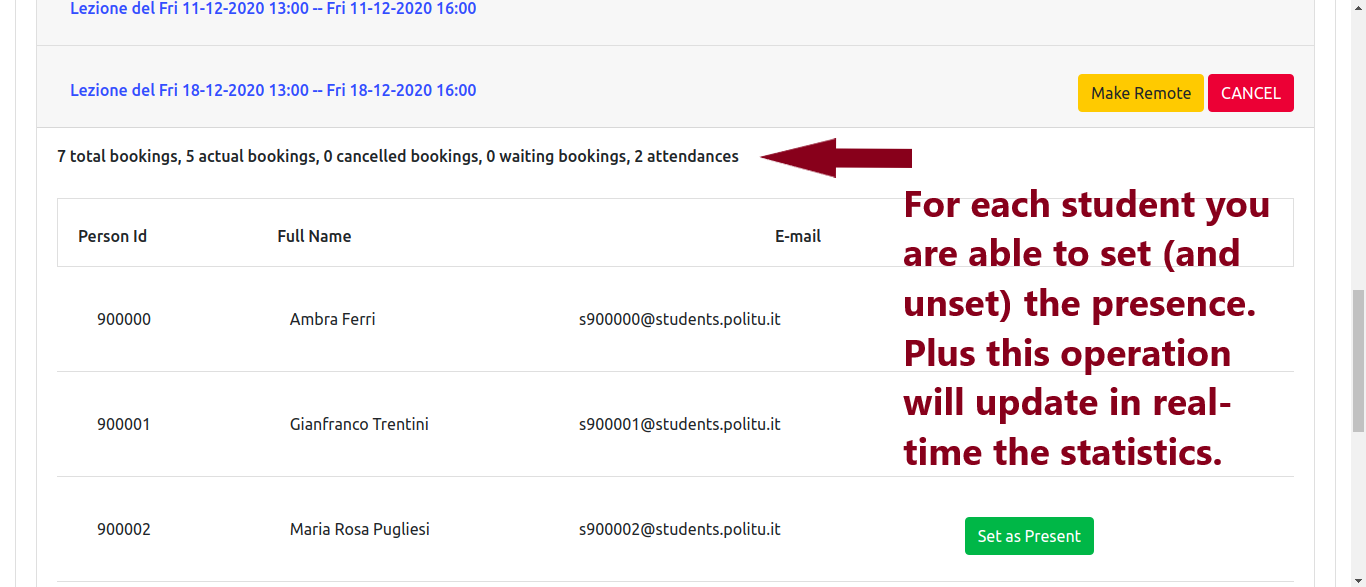 Lezione del Fri 11-12-2020 13:00 -- Fri 11-12-2020 16:00
Lezione del Fri 18-12-2020 13:00 -- Fri 18-12-2020 16:00
Make Remote CANCEL
7 total bookings, 5 actual bookings, 0 cancelled bookings, 0 waiting bookings, 2 attendances
Person Id Full Name E-mail
900000 Ambra Ferri s900000@students.politu.it
900001 Gianfranco Trentini s900001@students.politu.it
900002 Maria Rosa Pugliesi s900002@students.politu.it
Set as Present
For each student you
are able to set (and
unset) the presence.
Plus this operation
will update in real-
time the statistics.